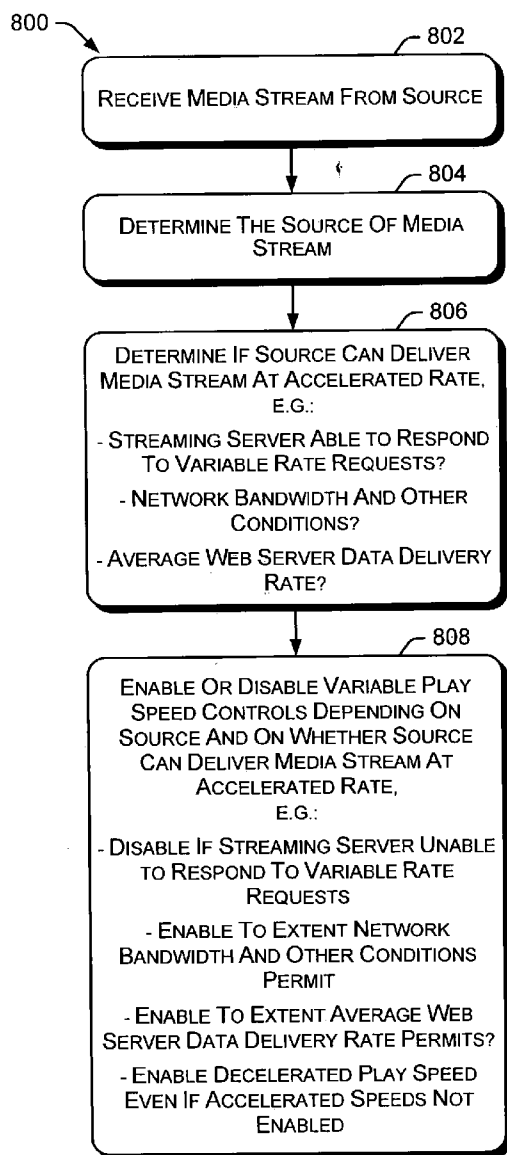 800
802
RECEIVE MEDIA STREAM FROM SOURCE
804
DETERMINE THE SOURCE OF MEDIA
STREAM
806
DETERMINE IF SOURCE CAN DELIVER
MEDIA STREAM AT ACCELERATED RATE,
E.G.:
- STREAMING SERVER ABLE TO RESPOND
TO VARIABLE RATE REQUESTS?
- NETWORK BANDWIDTH AND OTHER
CONDITIONS?
- AVERAGE WEB SERVER DATA DELIVERY
RATE?
808
ENABLE OR DISABLE VARIABLE PLAY
SPEED CONTROLS DEPENDING ON
SOURCE AND ON WHETHER SOURCE
CAN DELIVER MEDIA STREAM AT
ACCELERATED RATE,
E.G.:
- DISABLE IF STREAMING SERVER UNABLE
TO RESPOND TO VARIABLE RATE
REQUESTS
- ENABLE TO EXTENT NETWORK
BANDWIDTH AND OTHER CONDITIONS
PERMIT
- ENABLE TO EXTENT AVERAGE WEB
SERVER DATA DELIVERY RATE PERMITS?
- ENABLE DECELERATED PLAY SPEED
EVEN IF ACCELERATED SPEEDS NOT
ENABLED